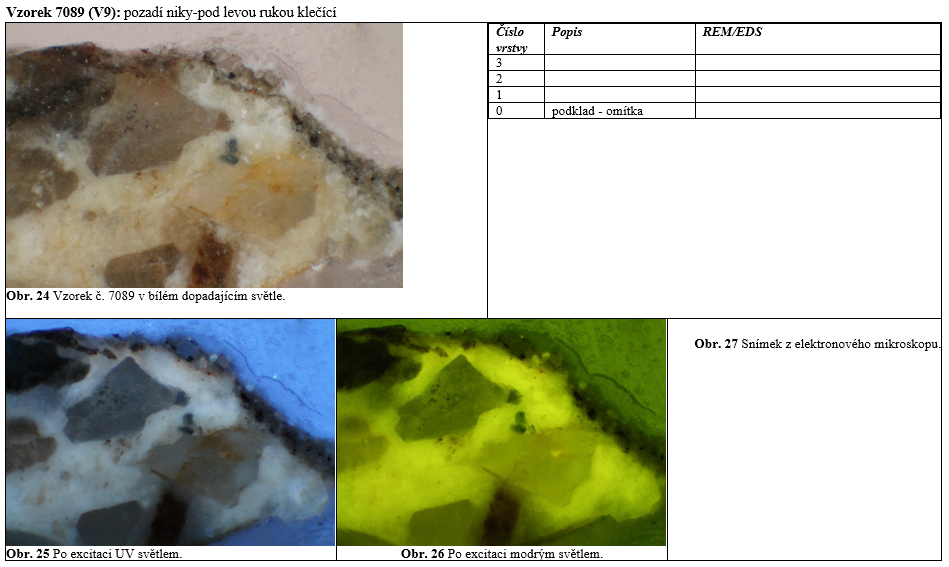 Vzorek 7089 (V9): pozadí niky-pod levou rukou klečící
Číslo vrstvy Popis REM/EDS
3
2
1
0 podklad - omítka
Obr. 24 Vzorek č. 7089 v bílém dopadajícím světle.
Obr. 27 Snímek z elektronového mikroskopu.
Obr. 25 Po excitaci UV světlem.
Obr. 26 Po excitaci modrým světlem.